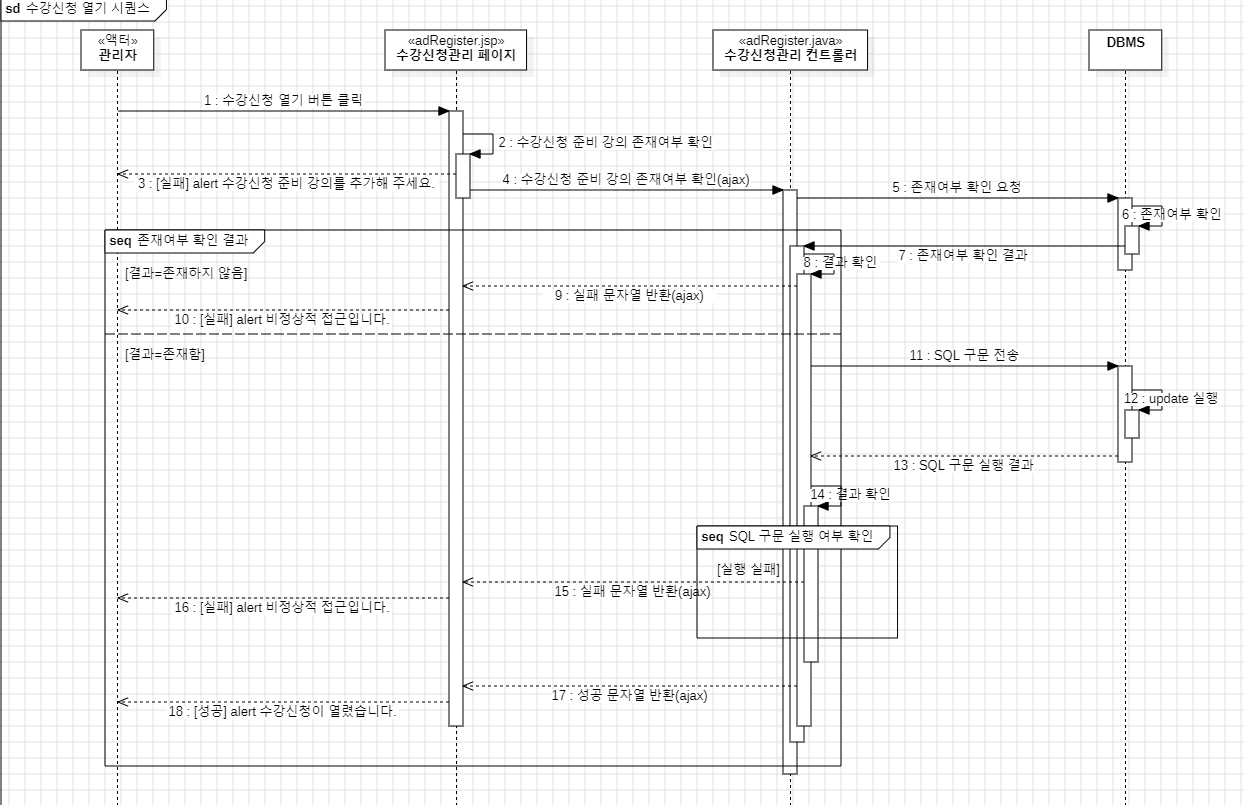 sd 수강신청 열기 시퀀스
«액터»
관리자
«adRegister.jsp»
수강신청관리 페이지
«adRegister.java»
수강신청관리 컨트롤러
DBMS
1 : 수강신청 열기 버튼 클릭
2 : 수강신청 준비 강의 존재여부 확인
3 : [실패] alert 수강신청 준비 강의를 추가해 주세요.
4 : 수강신청 준비 강의 존재여부 확인(ajax)
5 : 존재여부 확인 요청
6 : 존재여부 확인
seq 존재여부 확인 결과
7 : 존재여부 확인 결과
8 : 결과 확인
[결과=존재하지 않음]
9 : 실패 문자열 반환(ajax)
10 : [실패] alert 비정상적 접근입니다.
[결과=존재함]
11 : SQL 구문 전송
12 : update 실행
13 : SQL 구문 실행 결과
14 : 결과 확인
seq SQL 구문 실행 여부 확인
[실행 실패]
15 : 실패 문자열 반환(ajax)
16 : [실패] alert 비정상적 접근입니다.
17 : 성공 문자열 반환(ajax)
18 : [성공] alert 수강신청이 열렸습니다.